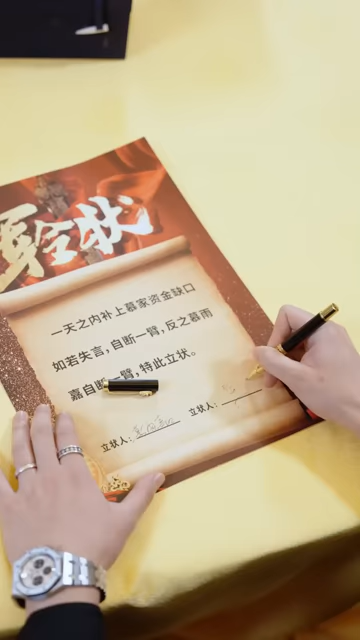 军令状
一天之内补上慕家资金缺口
如若失言,自断一臂,反之慕雨
嘉自断一臂,特此立状。
立状人: 立状人: